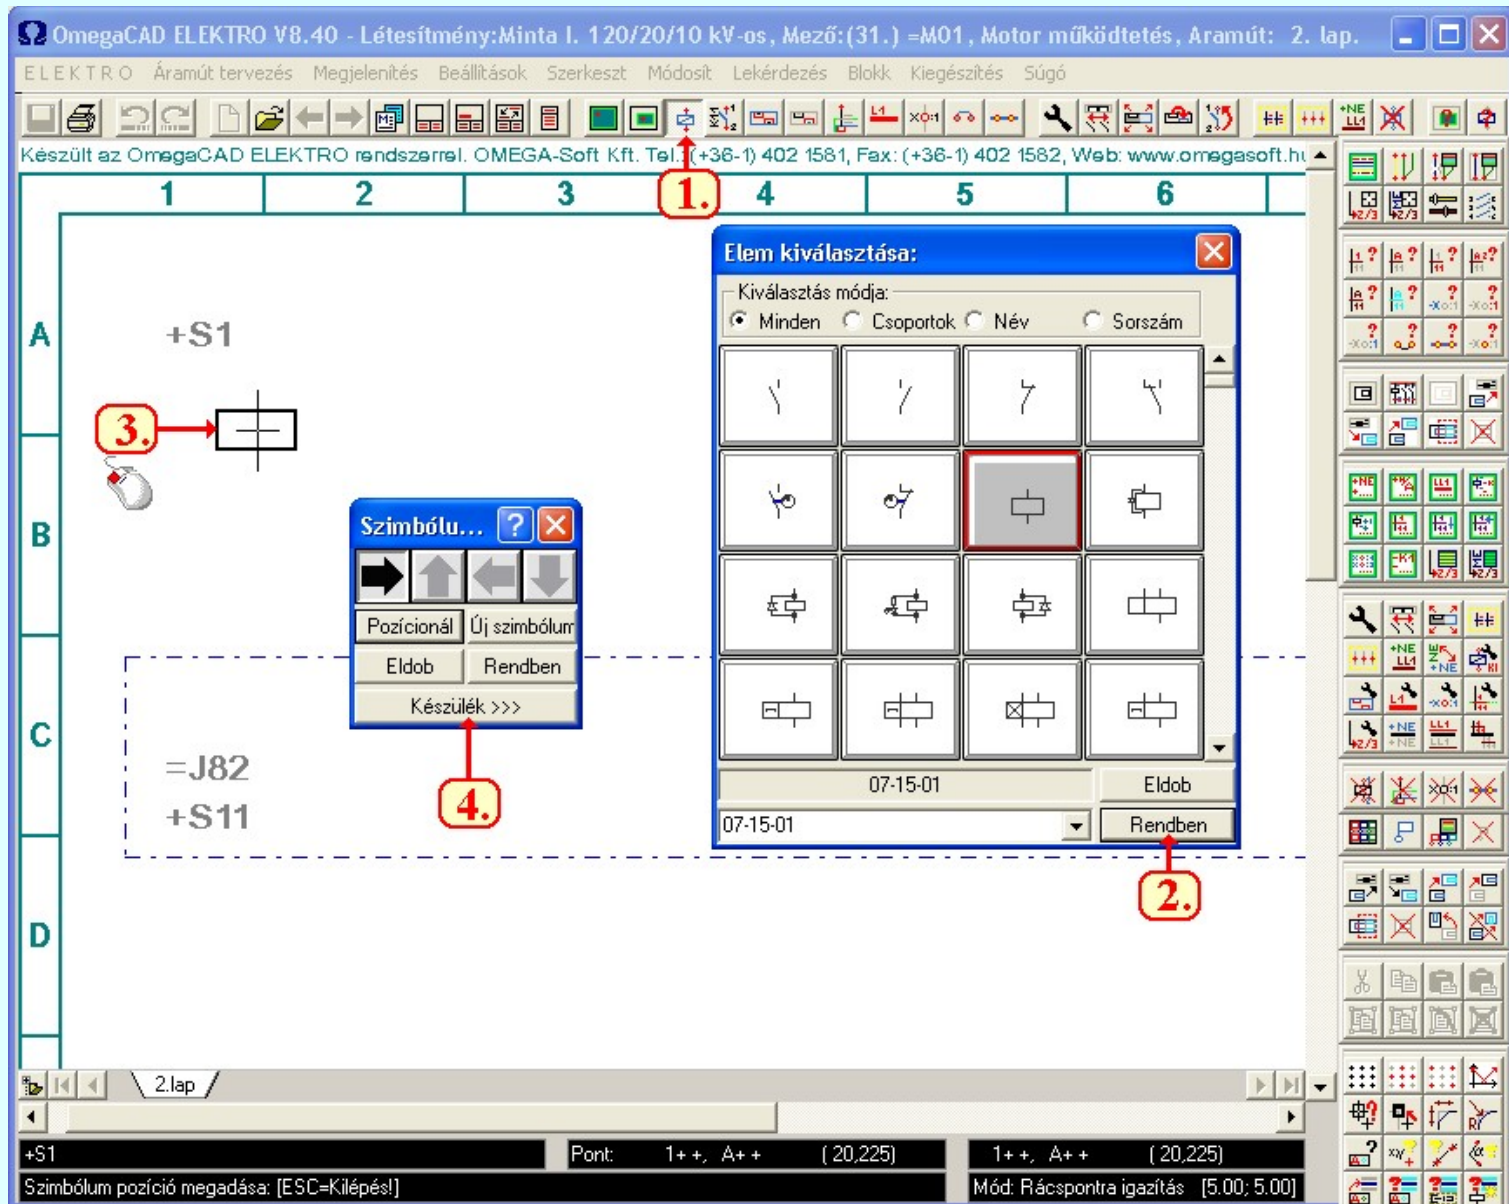 OmegaCAD ELEKTRO V8.40 - Létesítmény:Minta I. 120/20/10 kV-os, Mező:(31.) =M01, Motor működtetés, Áramút: 2. lap.
ELEKTRO Áramút tervezés Megjelenítés Beállítások Szerkeszt Módosít Lekérdezés Blokk Kiegészítés Súgó
Készült az OmegaCAD ELEKTRO rendszerrel. OMEGA-Soft Kft. Tel.: (+36-1) 402 1581, Fax: (+36-1) 402 1582, Web: www.omegasoft.hu
1 2 3 4 5 6
1.
Elem kiválasztása:
Kiválasztás módja:
Minden Csoportok Név Sorszám
A
+S1
3.
B
Szimbólu...
Pozícionál Új szimbólum
Eldob Rendben
Készülék >>>
C
=J82
+S11
4.
07-15-01 Eldob
07-15-01 Rendben
2.
D
2.lap
+S1 Pont: 1++, A++ ( 20,225) 1++, A++ ( 20,225)
Szimbólum pozíció megadása: [ESC=Kilépés!] Mód: Rácspontra igazítás [5.00; 5.00]